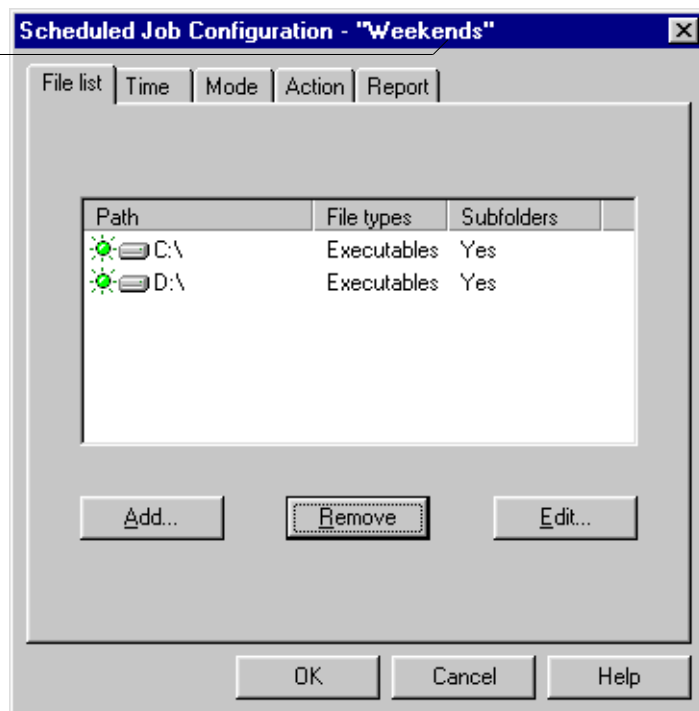 Scheduled Job Configuration - "Weekends"
File list Time Mode Action Report
Path File types Subfolders
C:\ Executables Yes
D:\ Executables Yes
Add... Remove Edit...
OK Cancel Help